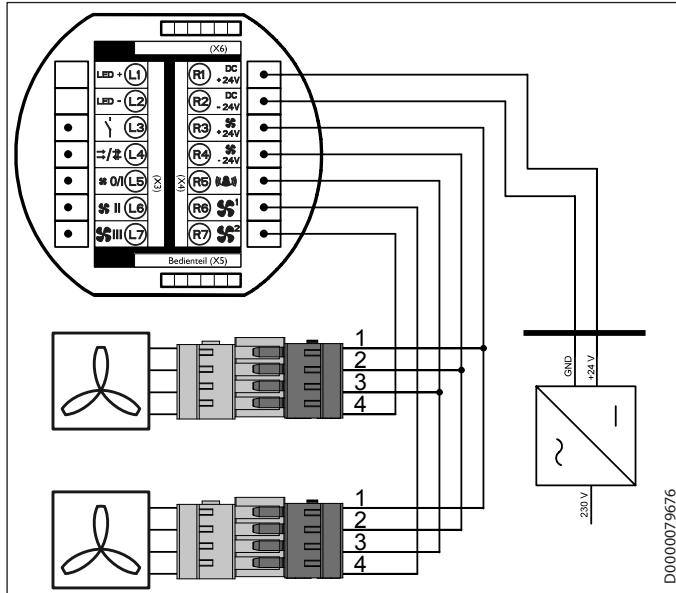 (X6)
LED + L1 R1 DC +24V
LED - L2 R2 DC - 24V
L3 R3 +24V
L4 R4 - 24V
0/I L5 R5
II L6 R6 1
III L7 R7 2
(X3) (X4)
Bedienteil (X5)
1
2
3
4
1
2
3
4
GND
+24 V
230 V
D0000079676